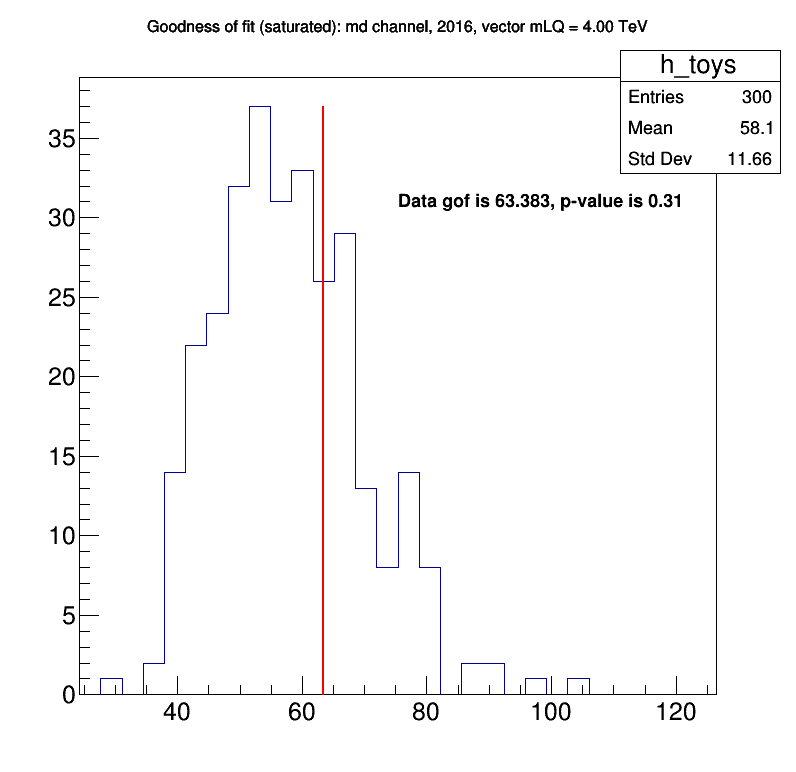 Goodness of fit (saturated): md channel, 2016, vector mLQ = 4.00 TeV
h_toys
Entries 300
Mean 58.1
Std Dev 11.66
Data gof is 63.383, p-value is 0.31
35
30
25
20
15
10
5
0
40 60 80 100 120